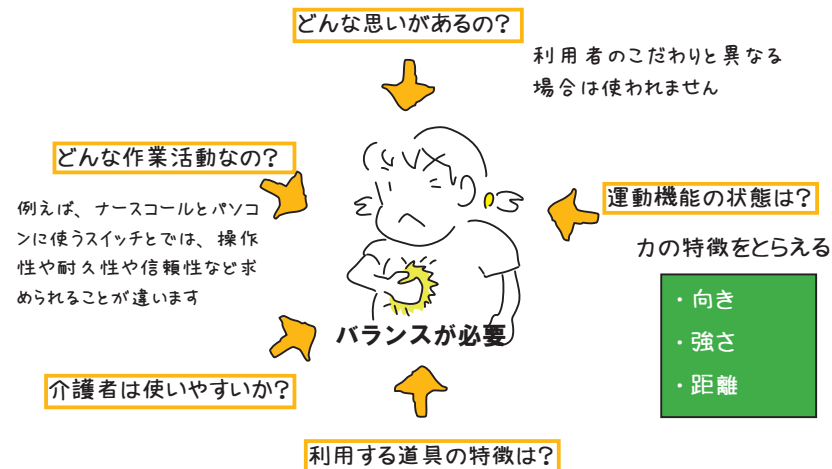 どんな思いがあるの?
利用者のこだわりと異なる
場合は使われません
どんな作業活動なの?
例えば、ナースコールとパソコ
ンに使うスイッチとでは、操作
性や耐久性や信頼性など求
められることが違います
運動機能の状態は?
力の特徴をとらえる
・向き
・強さ
・距離
バランスが必要
介護者は使いやすいか?
利用する道具の特徴は?